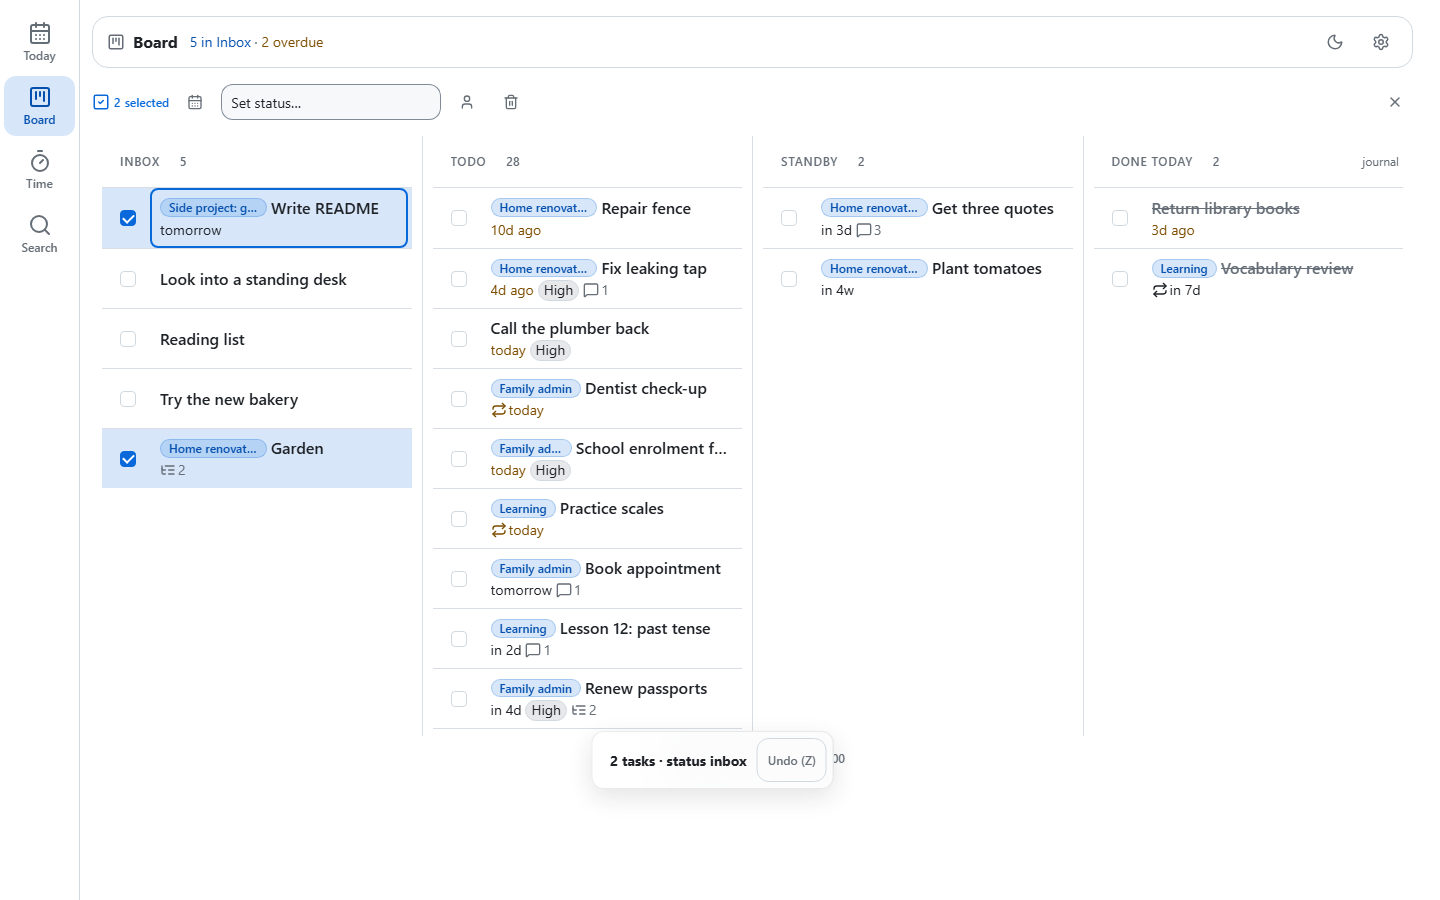 Today
Board
Time
Search
Board 5 in Inbox · 2 overdue
2 selected Set status...
INBOX 5
Side project: g... Write README
tomorrow
Look into a standing desk
Reading list
Try the new bakery
Home renovat... Garden
2
TODO 28
Home renovat... Repair fence
10d ago
Home renovat... Fix leaking tap
4d ago High 1
Call the plumber back
today High
Family admin Dentist check-up
today
Family ad... School enrolment f...
today High
Learning Practice scales
today
Family admin Book appointment
tomorrow 1
Learning Lesson 12: past tense
in 2d 1
Family admin Renew passports
in 4d High 2
STANDBY 2
Home renovat... Get three quotes
in 3d 3
Home renovat... Plant tomatoes
in 4w
DONE TODAY 2 journal
Return library books
3d ago
Learning Vocabulary review
in 7d
2 tasks · status inbox Undo (Z)